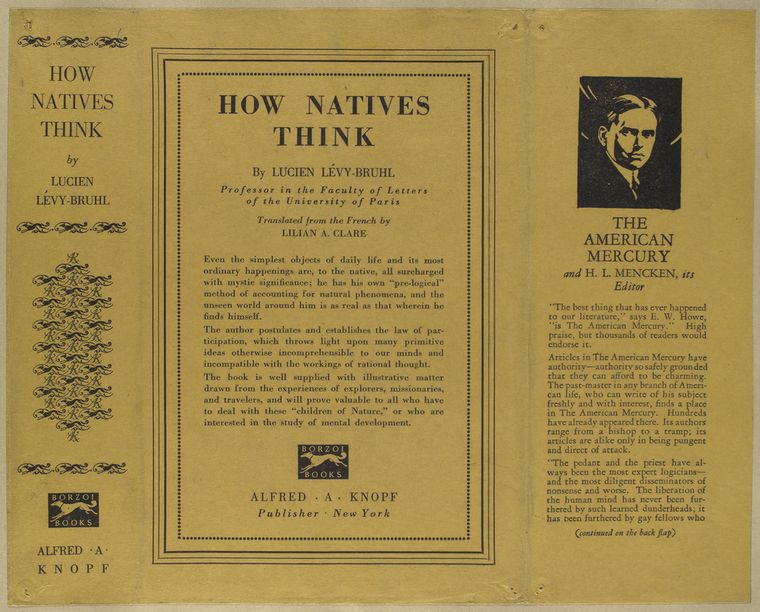 HOW
NATIVES
THINK
by
LUCIEN
LÉVY-BRUHL
BORZOI
BOOKS
ALFRED · A ·
KNOPF
HOW NATIVES
THINK
By LUCIEN LÉVY-BRUHL
Professor in the Faculty of Letters
of the University of Paris
Translated from the French by
LILIAN A. CLARE
Even the simplest objects of daily life and its most
ordinary happenings are, to the native, all surcharged
with mystic significance; he has his own "pre-logical"
method of accounting for natural phenomena, and the
unseen world around him is as real as that wherein he
finds himself.
The author postulates and establishes the law of par-
ticipation, which throws light upon many primitive
ideas otherwise incomprehensible to our minds and
incompatible with the workings of rational thought.
The book is well supplied with illustrative matter
drawn from the experiences of explorers, missionaries,
and travelers, and will prove valuable to all who have
to deal with these "children of Nature," or who are
interested in the study of mental development.
BORZOI
BOOKS
ALFRED · A · KNOPF
Publisher · New York
THE
AMERICAN
MERCURY
and H. L. MENCKEN, its
Editor
"The best thing that has ever happened
to our literature," says E. W. Howe,
"is The American Mercury." High
praise, but thousands of readers would
endorse it.
Articles in The American Mercury have
authority—authority so safely grounded
that they can afford to be charming.
The past-master in any branch of Ameri-
can life, who can write of his subject
freshly and with interest, finds a place
in The American Mercury. Hundreds
have already appeared there. Its authors
range from a bishop to a tramp; its
articles are alike only in being pungent
and direct of attack.
"The pedant and the priest have al-
ways been the most expert logicians—
and the most diligent disseminators of
nonsense and worse. The liberation of
the human mind has never been fur-
thered by such learned dunderheads; it
has been furthered by gay fellows who
(continued on the back flap)